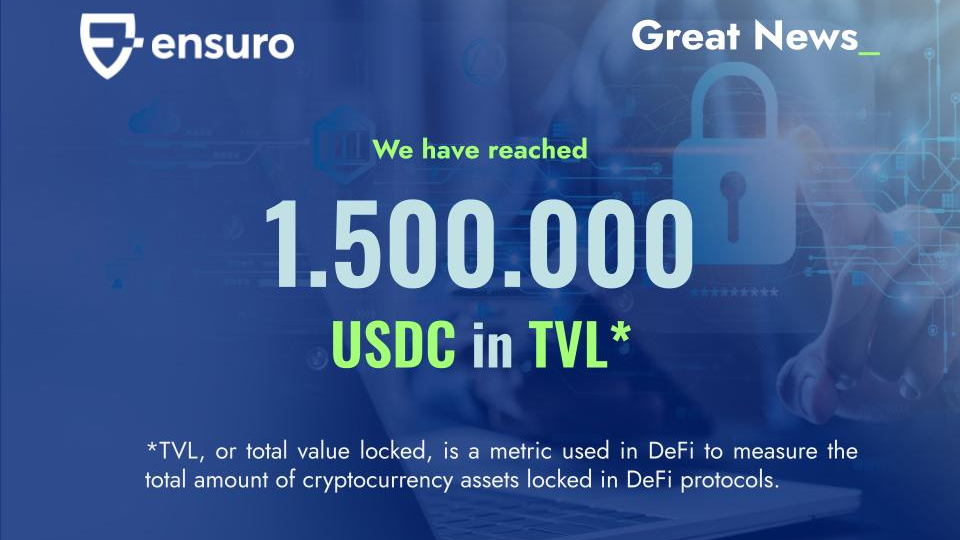 ensuro
Great News_
We have reached
1.500.000
USDC in TVL*
*TVL, or total value locked, is a metric used in DeFi to measure the
total amount of cryptocurrency assets locked in DeFi protocols.